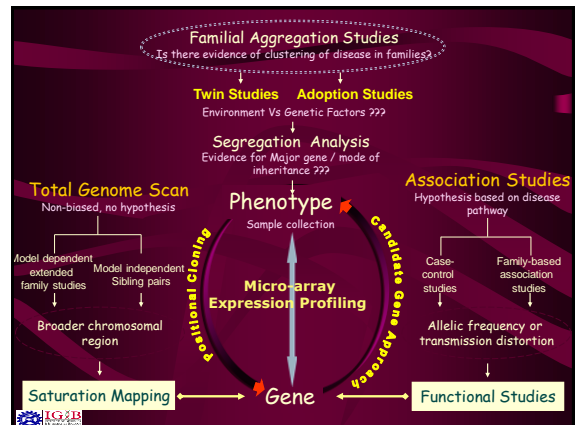 Familial Aggregation Studies
Is there evidence of clustering of disease in families?
Twin Studies
Adoption Studies
Environment Vs Genetic Factors ???
Segregation Analysis
Evidence for Major gene / mode of
inheritance ???
Total Genome Scan
Non-biased, no hypothesis
Model dependent
extended
family studies
Model independent
Sibling pairs
Broader chromosomal
region
Saturation Mapping
Phenotype
Sample collection
Positional Cloning
Micro-array
Expression Profiling
Candidate Gene Approach
Gene
Association Studies
Hypothesis based on disease
pathway
Case-
control
studies
Family-based
association
studies
Allelic frequency or
transmission distortion
Functional Studies
IGIB